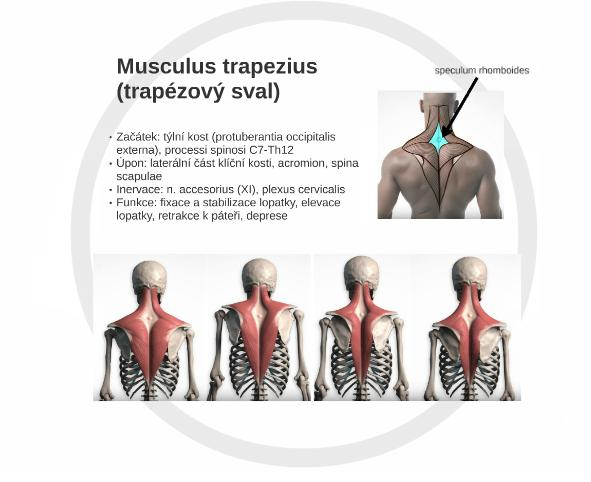 Musculus trapezius
(trapézový sval)
speculum rhomboides
• Začátek: týlní kost (protuberantia occipitalis
externa), processi spinosi C7-Th12
• Úpon: laterální část klíční kosti, acromion, spina
scapulae
• Inervace: n. accesorius (XI), plexus cervicalis
• Funkce: fixace a stabilizace lopatky, elevace
lopatky, retrakce k páteři, deprese